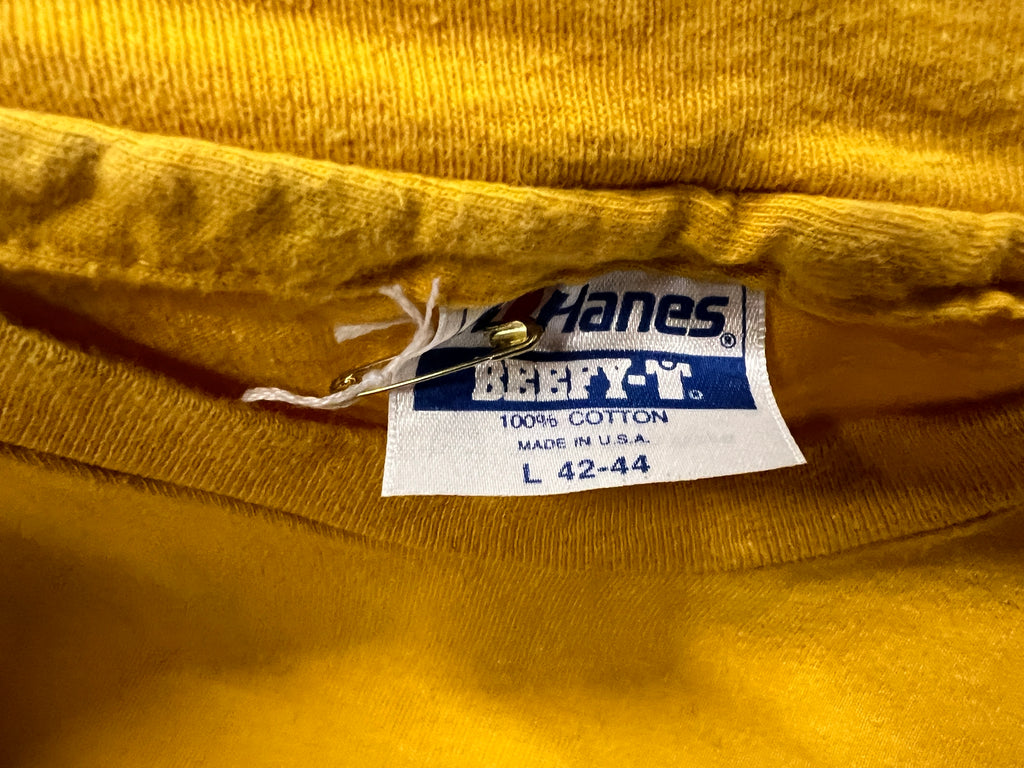 Hanes®
BEEFY-T®
100% COTTON
MADE IN U.S.A.
L 42-44